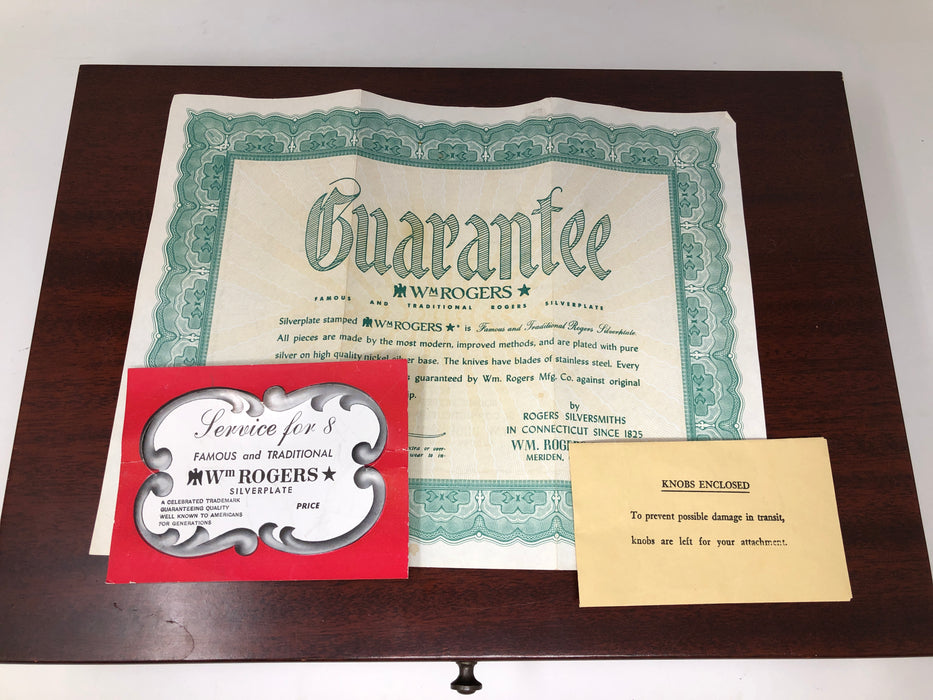 Guarantee
WM ROGERS ★
FAMOUS AND TRADITIONAL ROGERS SILVERPLATE
Silverplate stamped WM ROGERS ★ is Famous and Traditional Rogers Silverplate.
All pieces are made by the most modern, improved methods, and are plated with pure
silver on high quality nickel silver base. The knives have blades of stainless steel. Every
guaranteed by Wm. Rogers Mfg. Co. against original
by
ROGERS SILVERSMITHS
IN CONNECTICUT SINCE 1825
WM.
MERIDEN,
Service for 8
FAMOUS and TRADITIONAL
Wm ROGERS ★
SILVERPLATE
A CELEBRATED TRADEMARK
GUARANTEEING QUALITY
WELL KNOWN TO AMERICANS
FOR GENERATIONS
PRICE
KNOBS ENCLOSED
To prevent possible damage in transit,
knobs are left for your attachment.